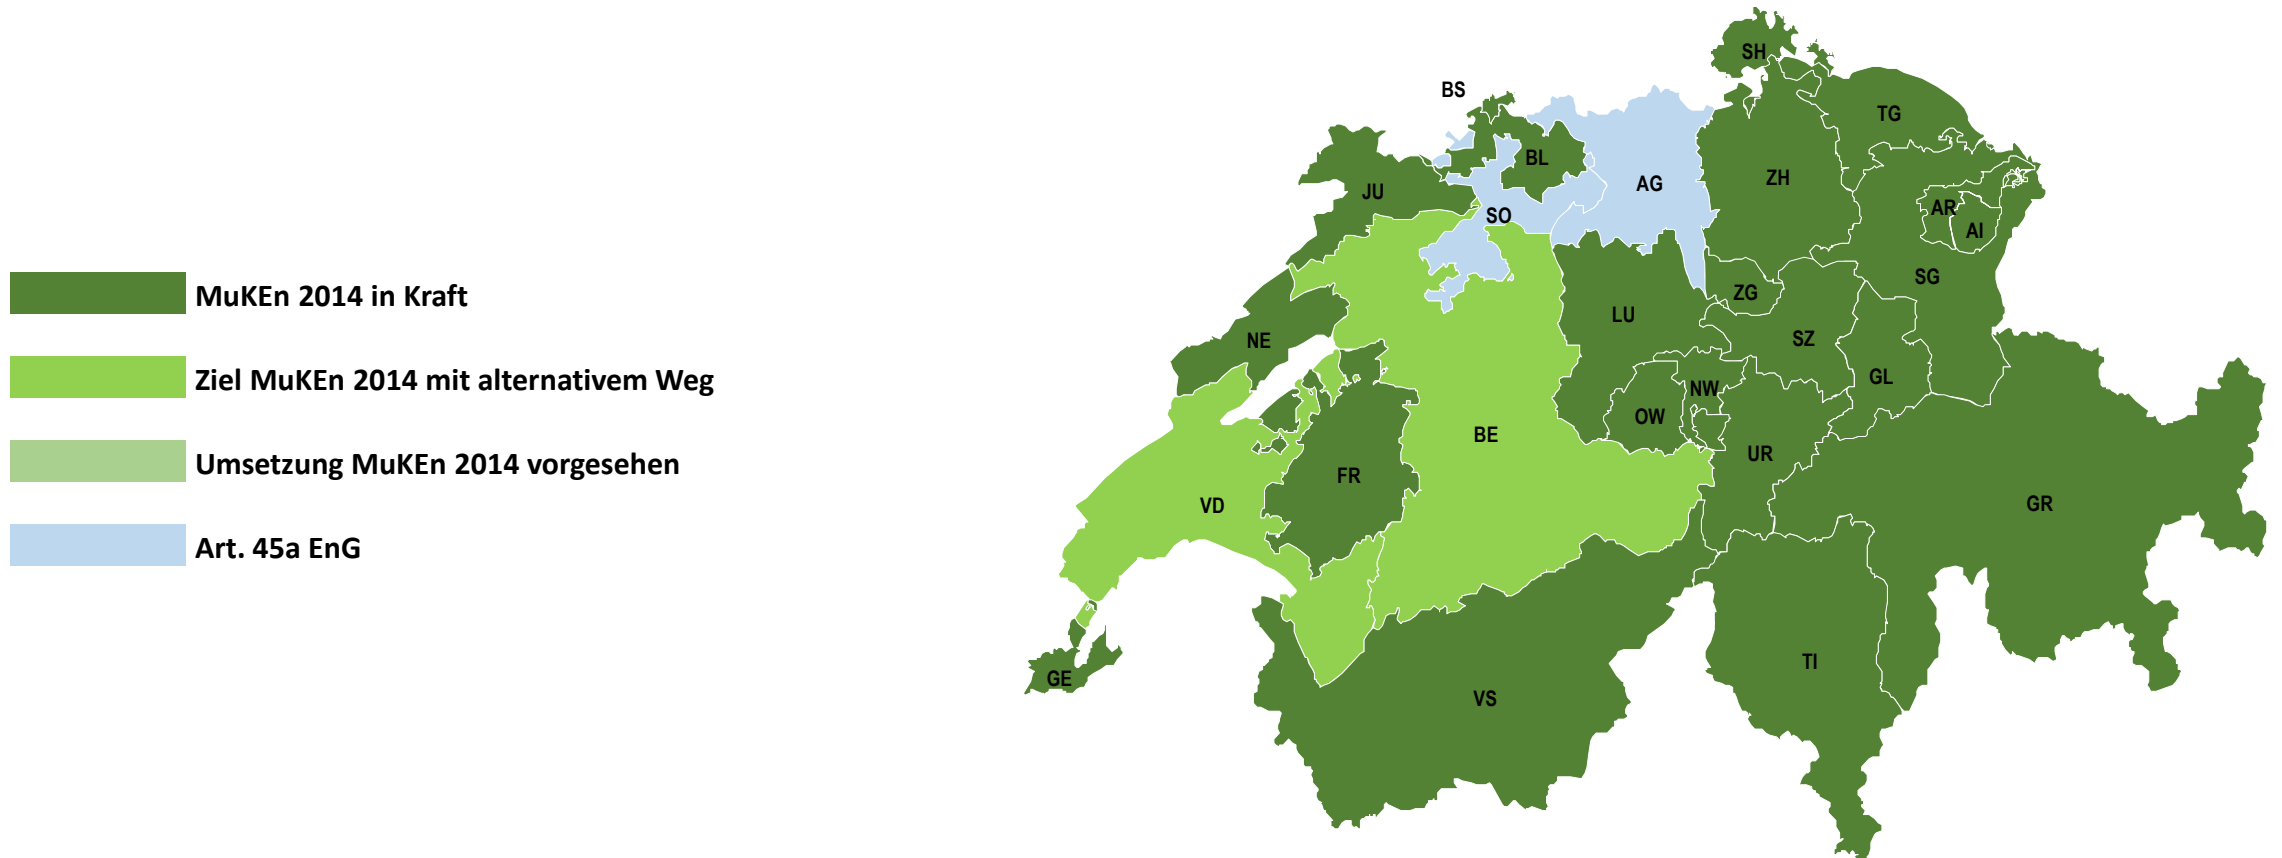 MuKEn 2014 in Kraft
Ziel MuKEn 2014 mit alternativem Weg
Umsetzung MuKEn 2014 vorgesehen
Art. 45a EnG
SH
BS
TG
BL
ZH
AG
JU
AR
SO
AI
SG
ZG
LU
NE
SZ
GL
NW
OW
BE
UR
FR
GR
VD
TI
GE
VS